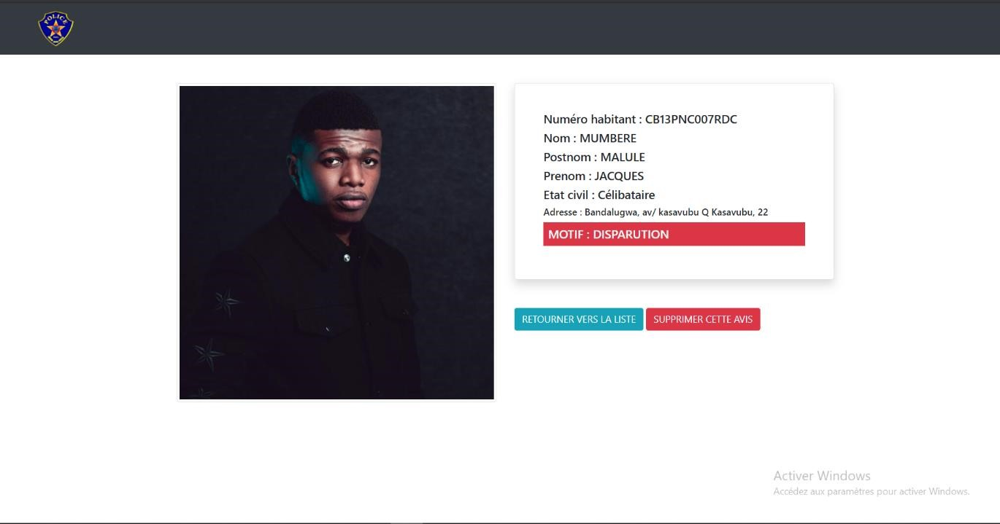 POLICE
Numéro habitant : CB13PNC007RDC
Nom : MUMBERE
Postnom : MALULE
Prenom : JACQUES
Etat civil : Célibataire
Adresse : Bandalugwa, av/ kasavubu Q Kasavubu, 22
MOTIF : DISPARUTION
RETOURNER VERS LA LISTE
SUPPRIMER CETTE AVIS
Activer Windows
Accédez aux paramètres pour activer Windows.